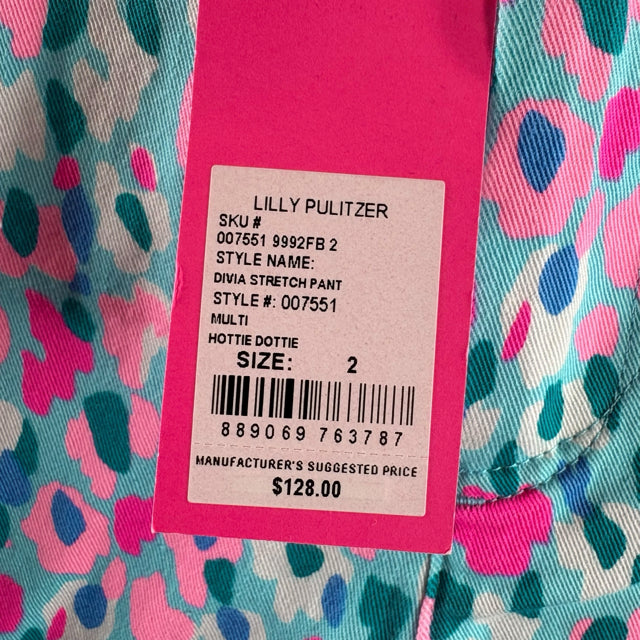 LILLY PULITZER
SKU #
007551 9992FB 2
STYLE NAME:
DIVIA STRETCH PANT
STYLE #: 007551
MULTI
HOTTIE DOTTIE
SIZE: 2
889069 763787
MANUFACTURER'S SUGGESTED PRICE
$128.00